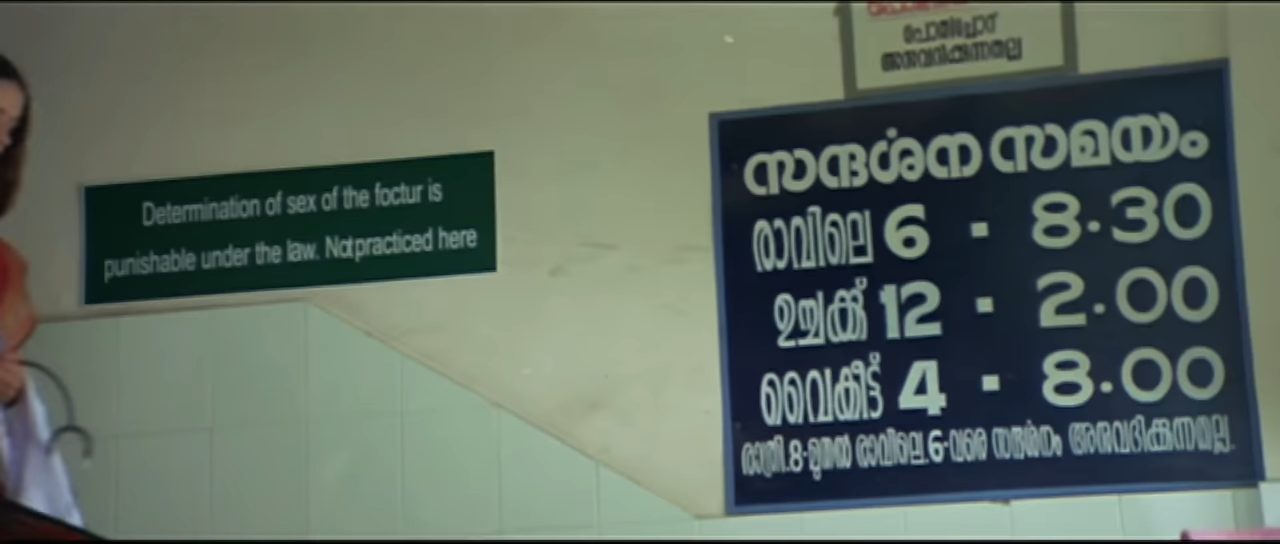 Determination of sex of the foctur is
punishable under the law. Not practiced here
അനുവദിക്കുന്നതല്ല
സന്ദർശന സമയം
രാവിലെ 6 - 8.30
ഉച്ചക്ക് 12 - 2.00
വൈകീട്ട് 4 - 8.00
രാത്രി.8-മുതൽ രാവിലെ.6-വരെ സന്ദർശനം അനുവദിക്കുന്നതല്ല.